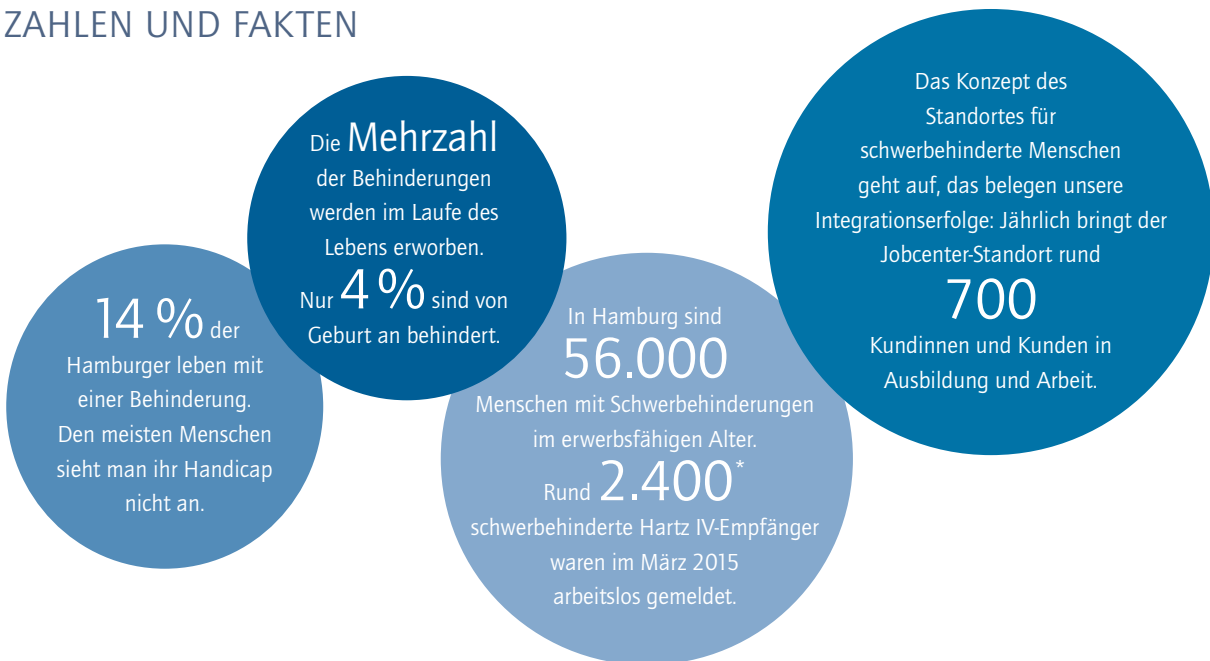 ZAHLEN UND FAKTEN
14 % der
Hamburger leben mit
einer Behinderung.
Den meisten Menschen
sieht man ihr Handicap
nicht an.
Die Mehrzahl
der Behinderungen
werden im Laufe des
Lebens erworben.
Nur 4 % sind von
Geburt an behindert.
In Hamburg sind
56.000
Menschen mit Schwerbehinderungen
im erwerbsfähigen Alter.
Rund 2.400*
schwerbehinderte Hartz IV-Empfänger
waren im März 2015
arbeitslos gemeldet.
Das Konzept des
Standortes für
schwerbehinderte Menschen
geht auf, das belegen unsere
Integrationserfolge: Jährlich bringt der
Jobcenter-Standort rund
700
Kundinnen und Kunden in
Ausbildung und Arbeit.